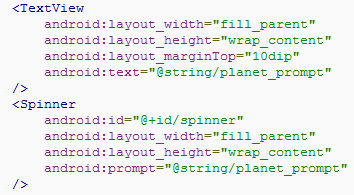 <TextView
android:layout_width="fill_parent"
android:layout_height="wrap_content"
android:layout_marginTop="10dip"
android:text="@string/planet_prompt"
/>
<Spinner
android:id="@+id/spinner"
android:layout_width="fill_parent"
android:layout_height="wrap_content"
android:prompt="@string/planet_prompt"
/>